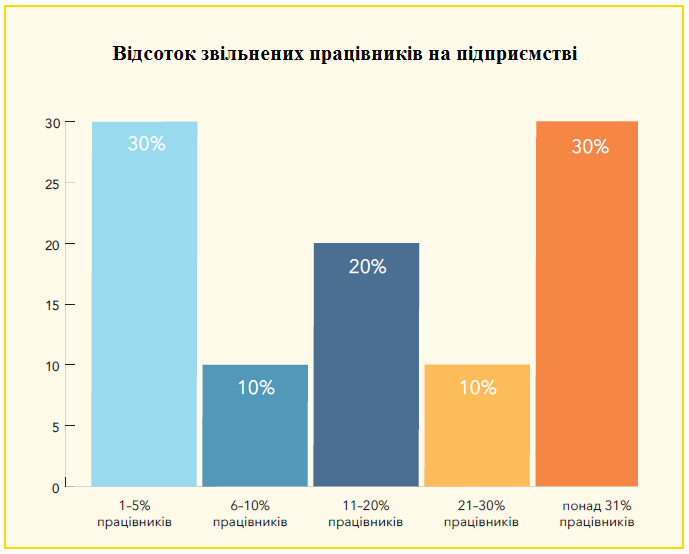 Відсоток звільнених працівників на підприємстві
30
25
20
15
10
5
0
30%
10%
20%
10%
30%
1–5%
працівників
6–10%
працівників
11–20%
працівників
21–30%
працівників
понад 31%
працівників